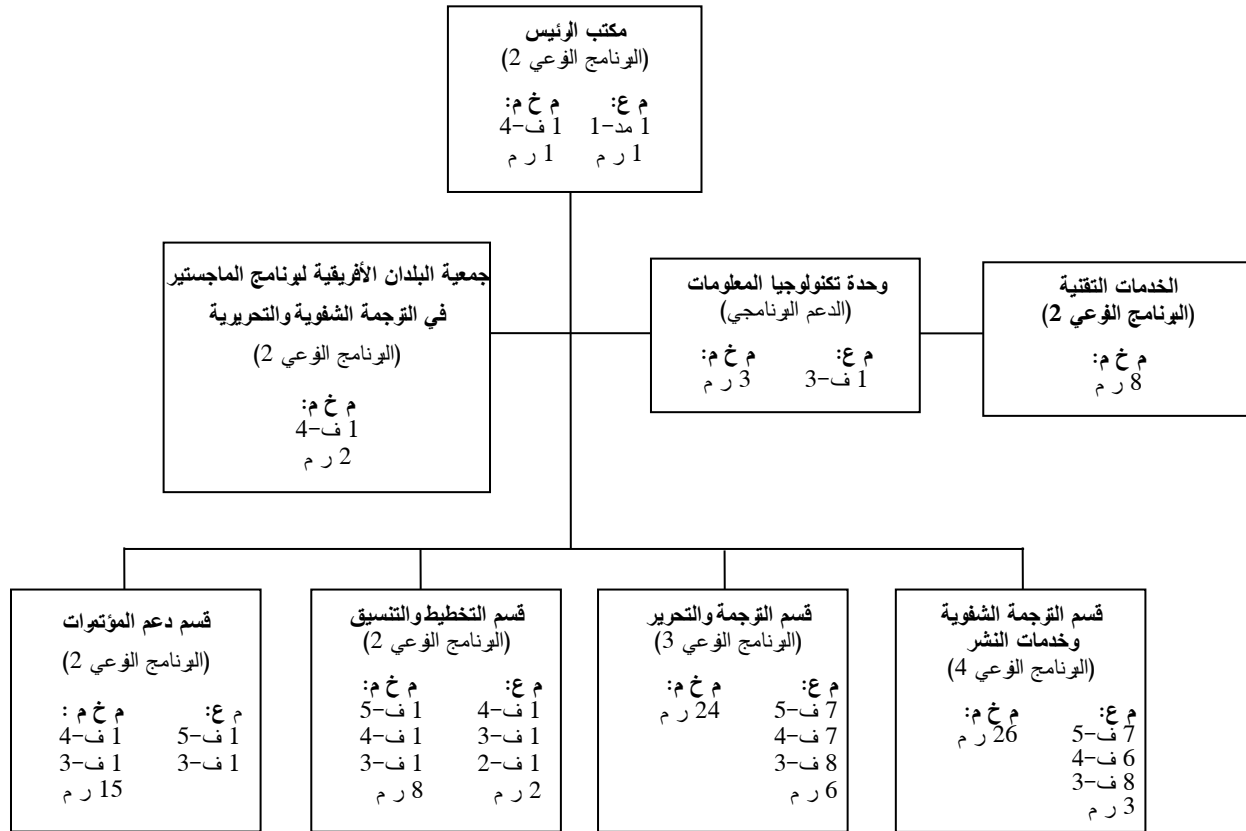 مكتب الرئيس
(البرنامج الفرعي 2)
م ع: م خ م:
1 مد-1 1 ف-4
1 ر م 1 ر م
جمعية البلدان الأفريقية لبرنامج الماجستير
في الترجمة الشفوية والتحريرية
(البرنامج الفرعي 2)
م خ م:
1 ف-4
2 ر م
وحدة تكنولوجيا المعلومات
(الدعم البرنامجي)
م ع: م خ م:
1 ف-3 3 ر م
الخدمات التقنية
(البرنامج الفرعي 2)
م خ م:
8 ر م
قسم الترجمة الشفوية
وخدمات النشر
(البرنامج الفرعي 4)
م ع: م خ م:
7 ف-5 26 ر م
6 ف-4
8 ف-3
3 ر م
قسم الترجمة والتحرير
(البرنامج الفرعي 3)
م ع: م خ م:
7 ف-5 24 ر م
7 ف-4
8 ف-3
6 ر م
قسم التخطيط والتنسيق
(البرنامج الفرعي 2)
م ع: م خ م:
1 ف-4 1 ف-5
1 ف-3 1 ف-4
1 ف-2 1 ف-3
2 ر م 8 ر م
قسم دعم المؤتمرات
(البرنامج الفرعي 2)
م ع: م خ م :
1 ف-5 1 ف-4
1 ف-3 1 ف-3
15 ر م